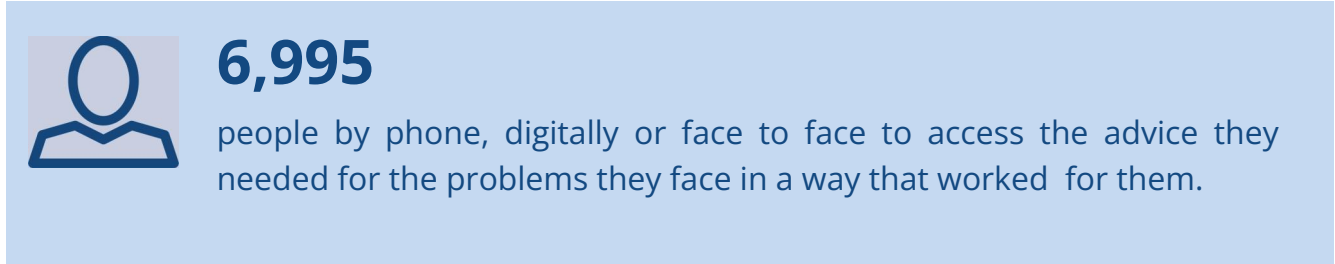 6,995
people by phone, digitally or face to face to access the advice they
needed for the problems they face in a way that worked for them.